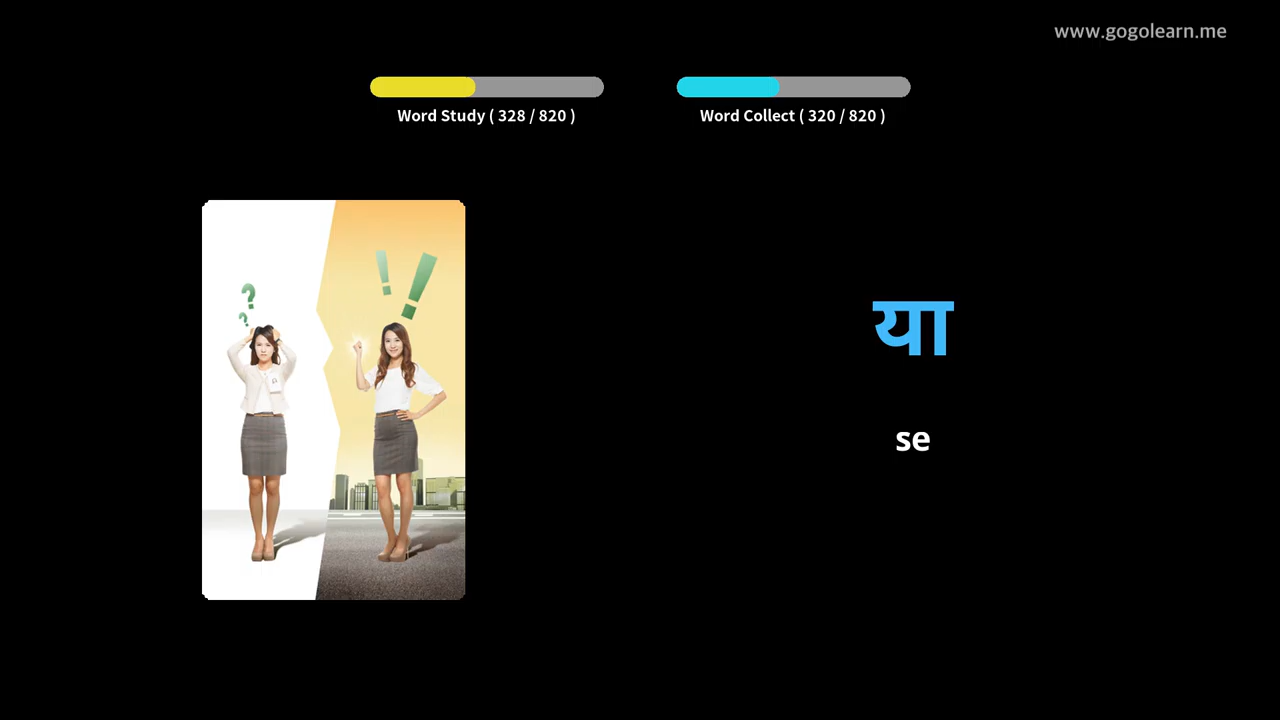 www.gogolearn.me
Word Study ( 328 / 820 )
Word Collect ( 320 / 820 )
? ?
! !
या
se